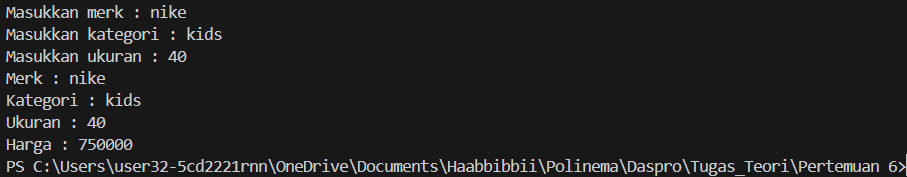 Masukkan merk : nike
Masukkan kategori : kids
Masukkan ukuran : 40
Merk : nike
Kategori : kids
Ukuran : 40
Harga : 750000
PS C:\Users\user32-5cd2221rnn\OneDrive\Documents\Haabbibbii\Polinema\Daspro\Tugas_Teori\Pertemuan 6>